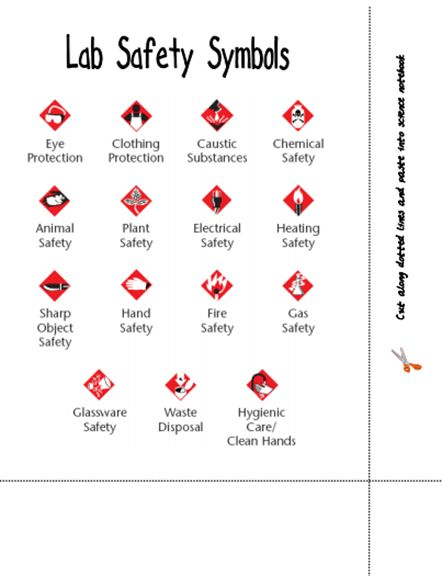 Lab Safety Symbols
Eye
Protection
Clothing
Protection
Caustic
Substances
Chemical
Safety
Animal
Safety
Plant
Safety
Electrical
Safety
Heating
Safety
Sharp
Object
Safety
Hand
Safety
Fire
Safety
Gas
Safety
Glassware
Safety
Waste
Disposal
Hygienic
Care/
Clean Hands
Cut along dotted lines and paste into science notebook